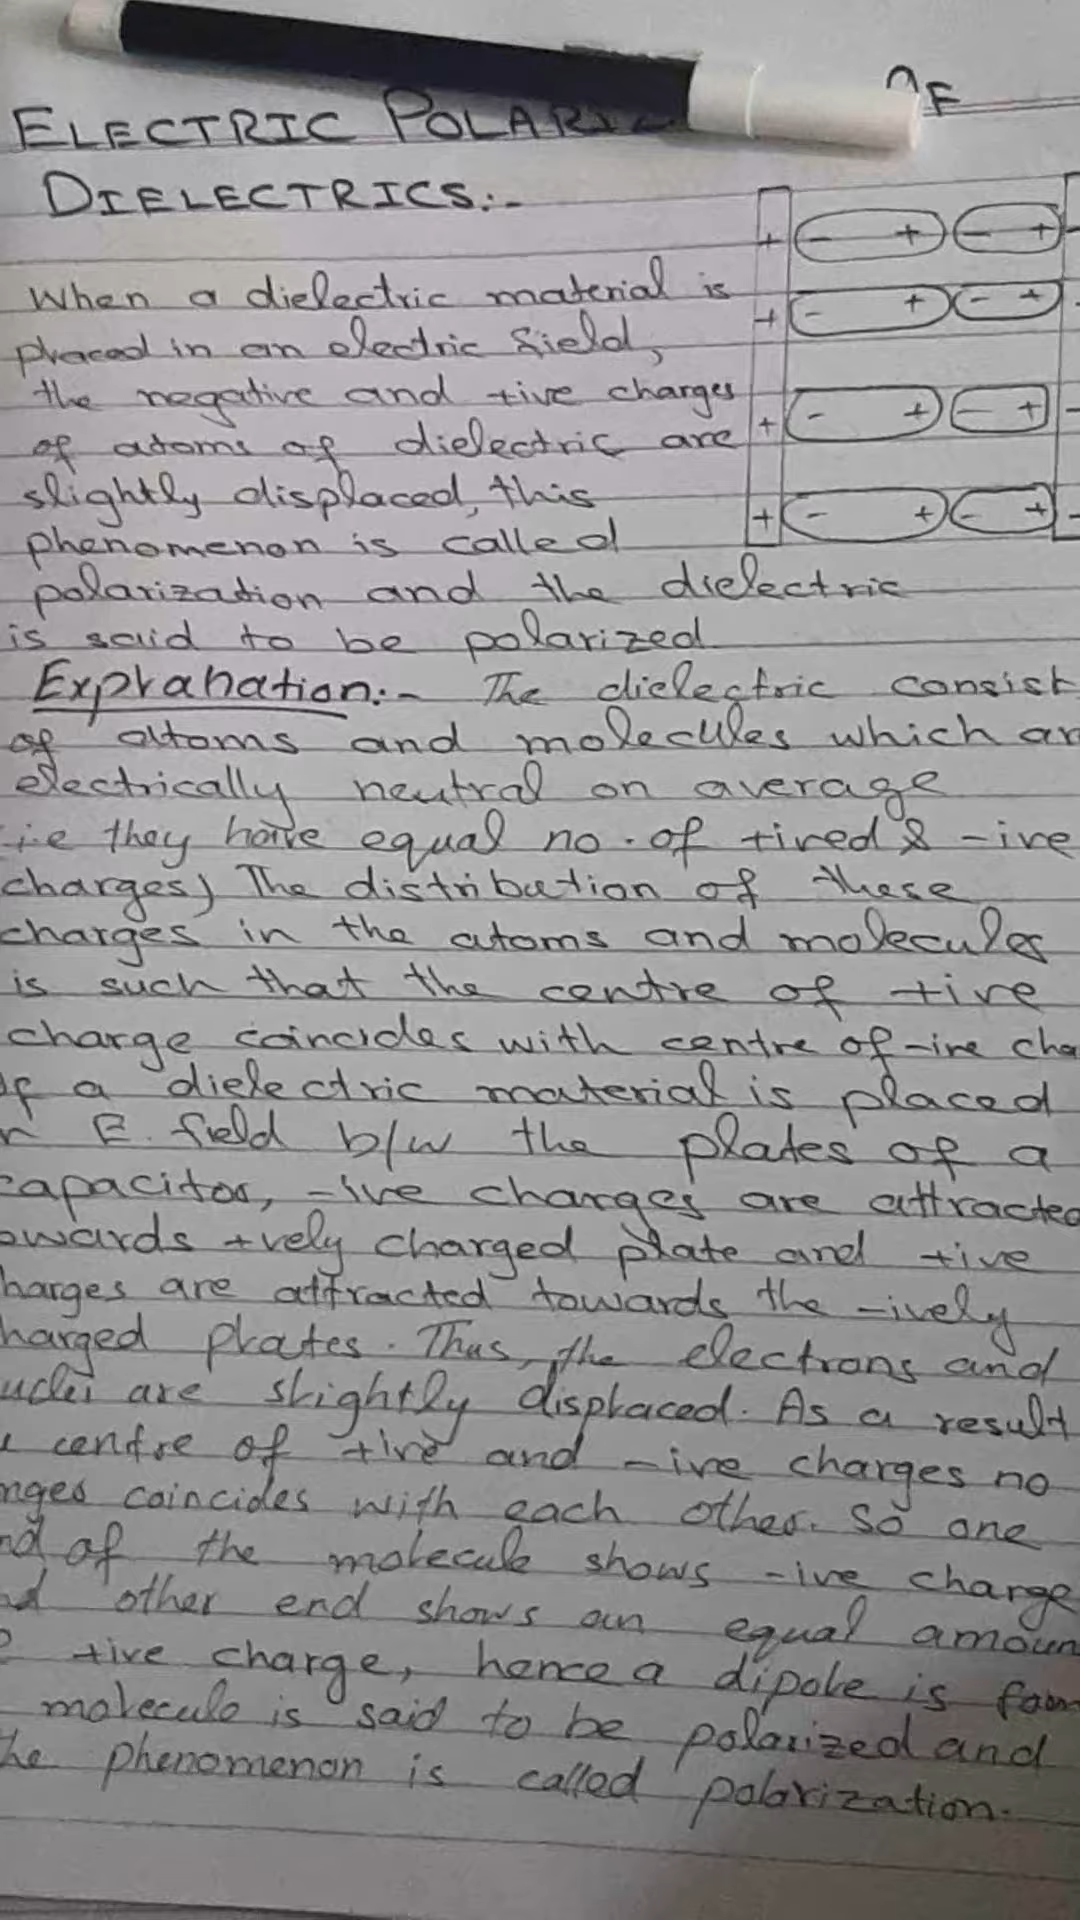 ELECTRIC POLARIZ OF
DIELECTRICS:-
When a dielectric material is
placed in an electric field,
the negative and +ive charges
of atoms of dielectric are
slightly displaced, this
phenomenon is called
polarization and the dielectric
is said to be polarized
Explanation:- The dielectric consist
of atoms and molecules which ar
electrically neutral on average
i.e they have equal no. of +ived & -ive
charges) The distribution of these
charges in the atoms and molecules
is such that the centre of +ive
charge coincides with centre of -ive cha
If a dielectric material is placed
n E. field b/w the plates of a
capacitor, -ive charges are attracted
owards +vely charged plate and +ive
harges are attracted towards the -ively
harged plates. Thus, the electrons and
uclei are slightly displaced. As a result
e centre of +ive and -ive charges no
nges coincides with each other. So one
nd of the molecule shows -ive charge
nd other end shows an equal amoun
+ive charge, hence a dipole is fom
molecule is said to be polarized and
he phenomenon is called polarization.
+ - + - + -
+ - + - + -
+ - + - + -
+ - + - + -